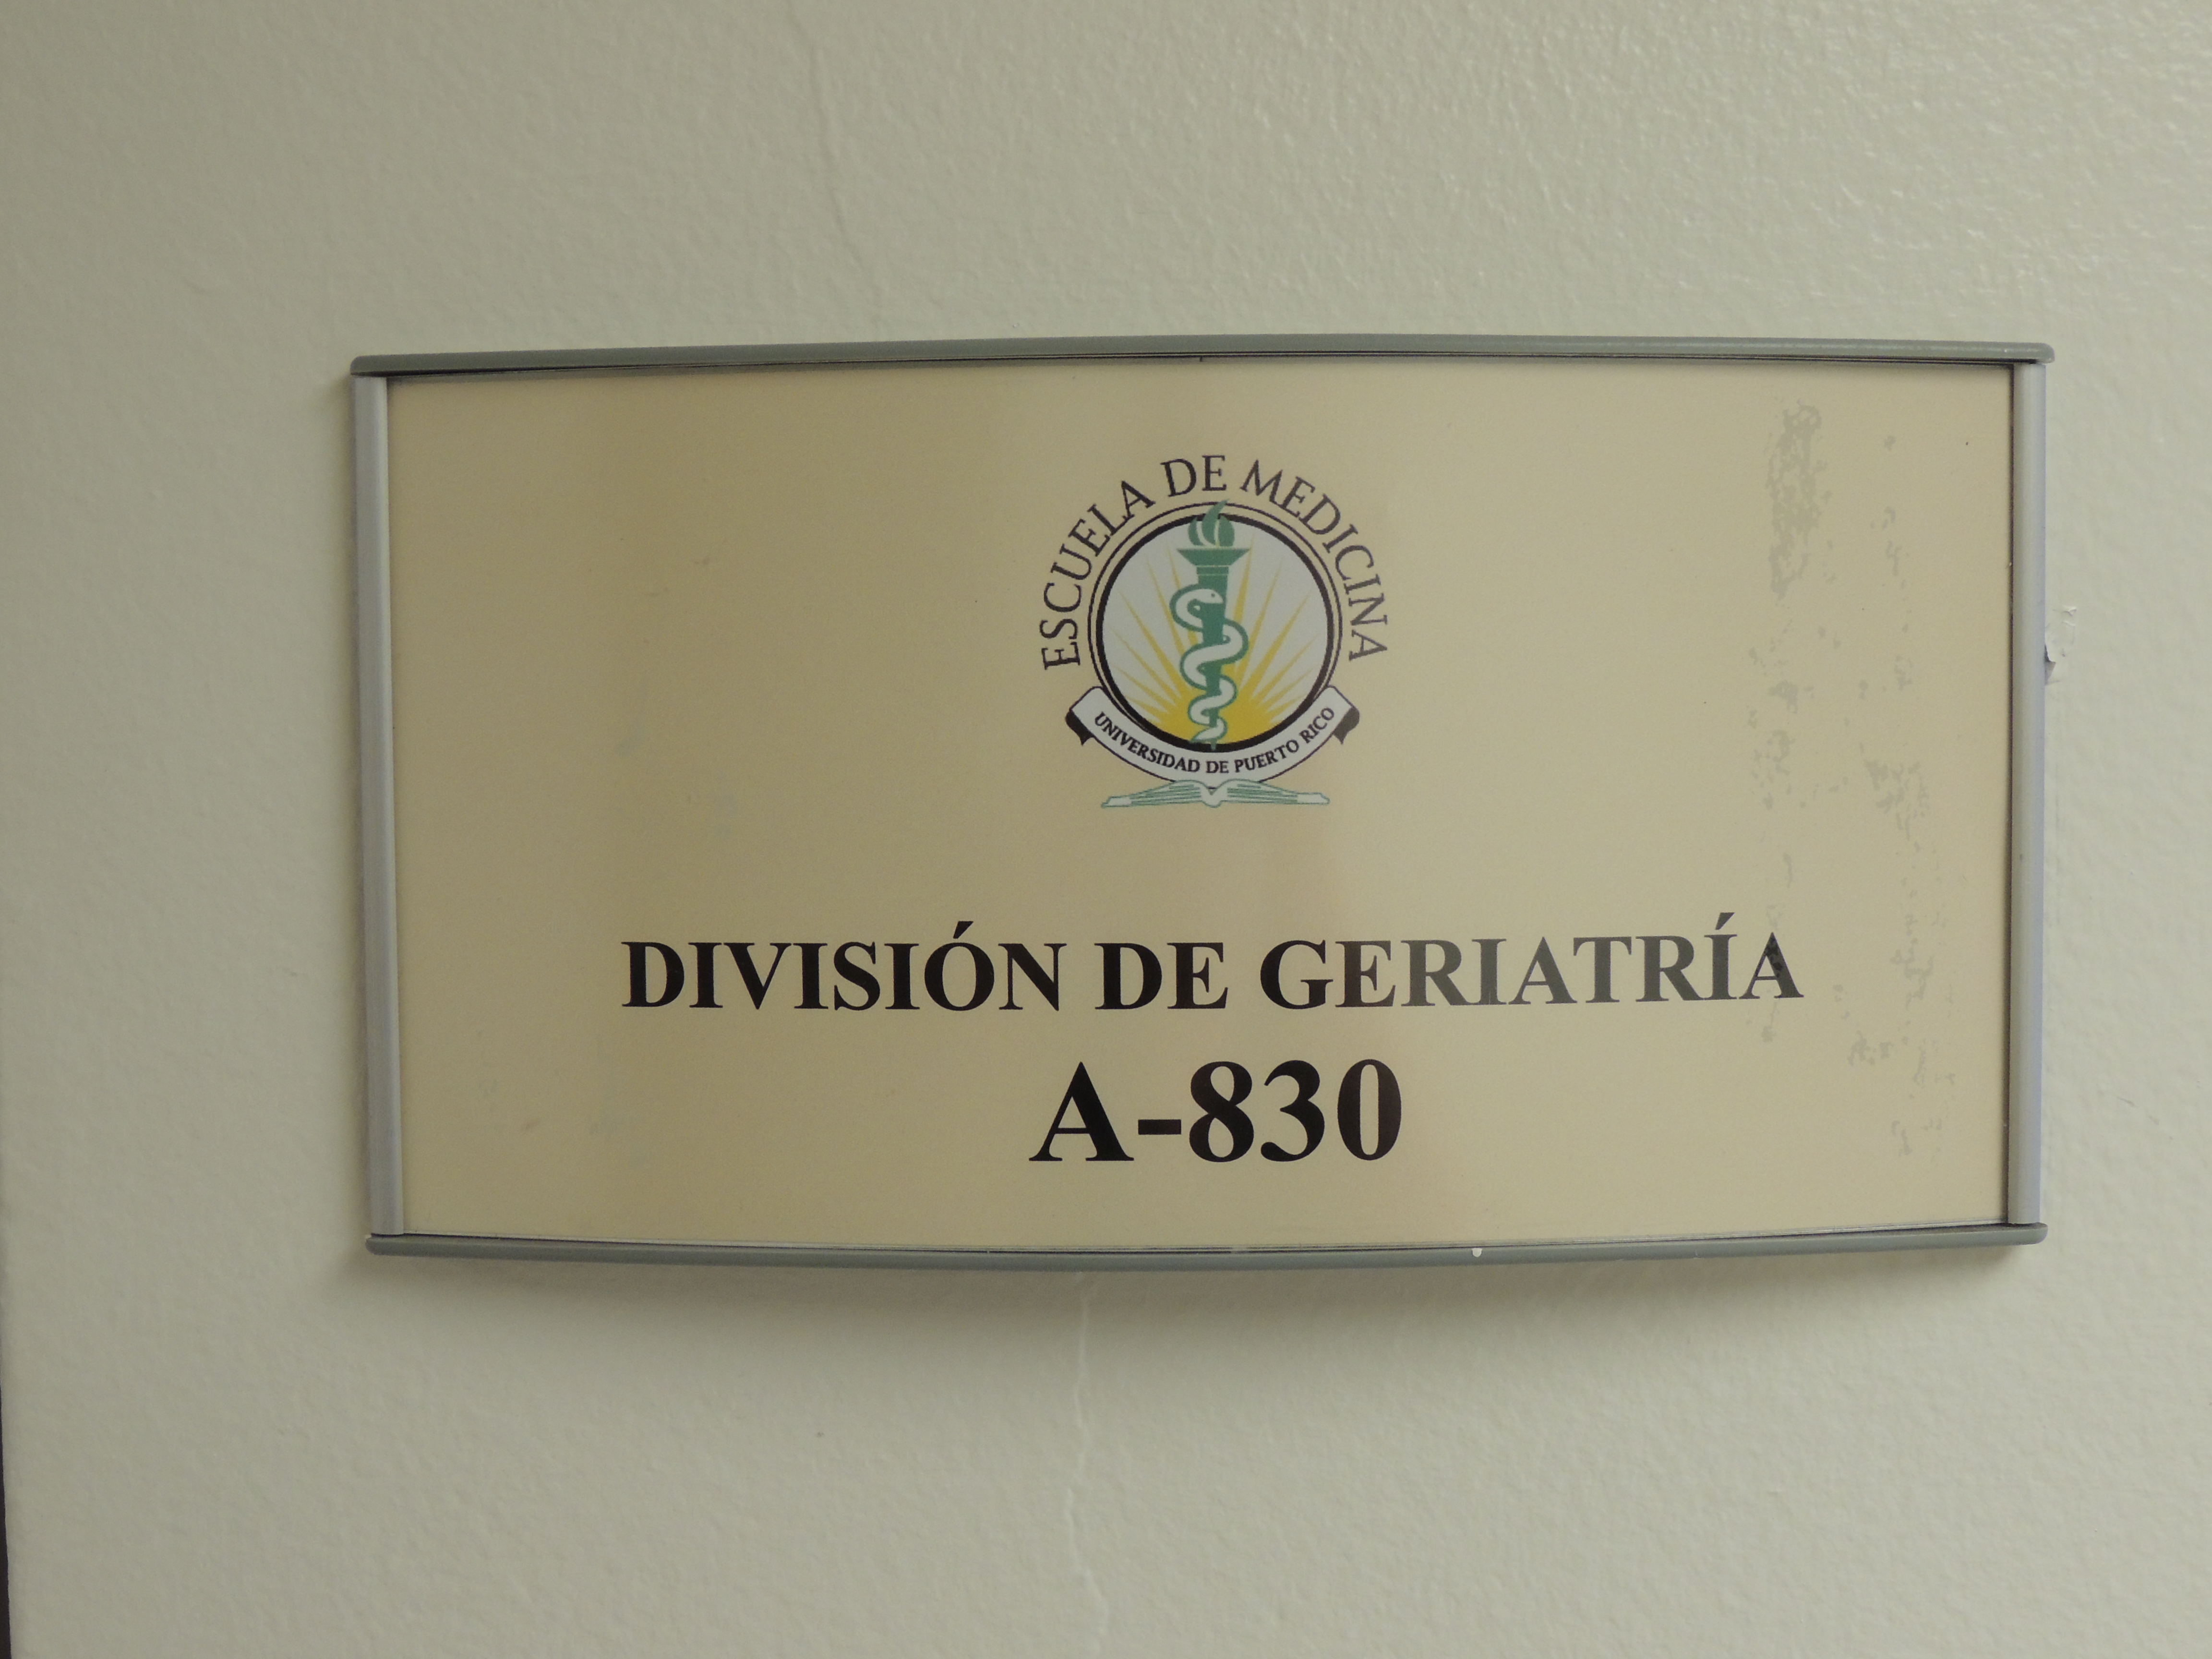 ESCUELA DE MEDICINA
UNIVERSIDAD DE PUERTO RICO
DIVISIÓN DE GERIATRÍA
A-830